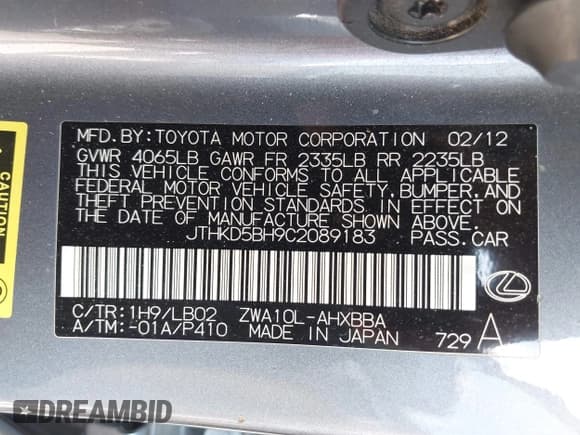 MFD. BY: TOYOTA MOTOR CORPORATION 02/12
GVWR 4065LB GAWR FR 2335LB RR 2235LB
THIS VEHICLE CONFORMS TO ALL APPLICABLE
FEDERAL MOTOR VEHICLE SAFETY, BUMPER, AND
THEFT PREVENTION STANDARDS IN EFFECT ON
THE DATE OF MANUFACTURE SHOWN ABOVE.
JTHKD5BH9C2089183 PASS. CAR
C/TR: 1H9/LB02 ZWA10L-AHXBBA
A/TM: -01A/P410 MADE IN JAPAN 729 A
CAUTION
DREAMBID